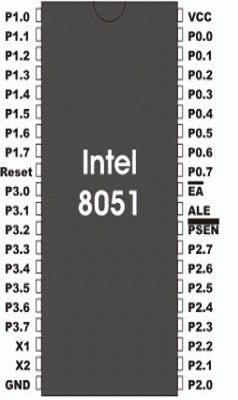 P1.0 VCC
P1.1 P0.0
P1.2 P0.1
P1.3 P0.2
P1.4 P0.3
P1.5 P0.4
P1.6 P0.5
P1.7 P0.6
Intel
Reset P0.7
P3.0 EA
8051
P3.1 ALE
P3.2 PSEN
P3.3 P2.7
P3.4 P2.6
P3.5 P2.5
P3.6 P2.4
P3.7 P2.3
X1 P2.2
X2 P2.1
GND P2.0